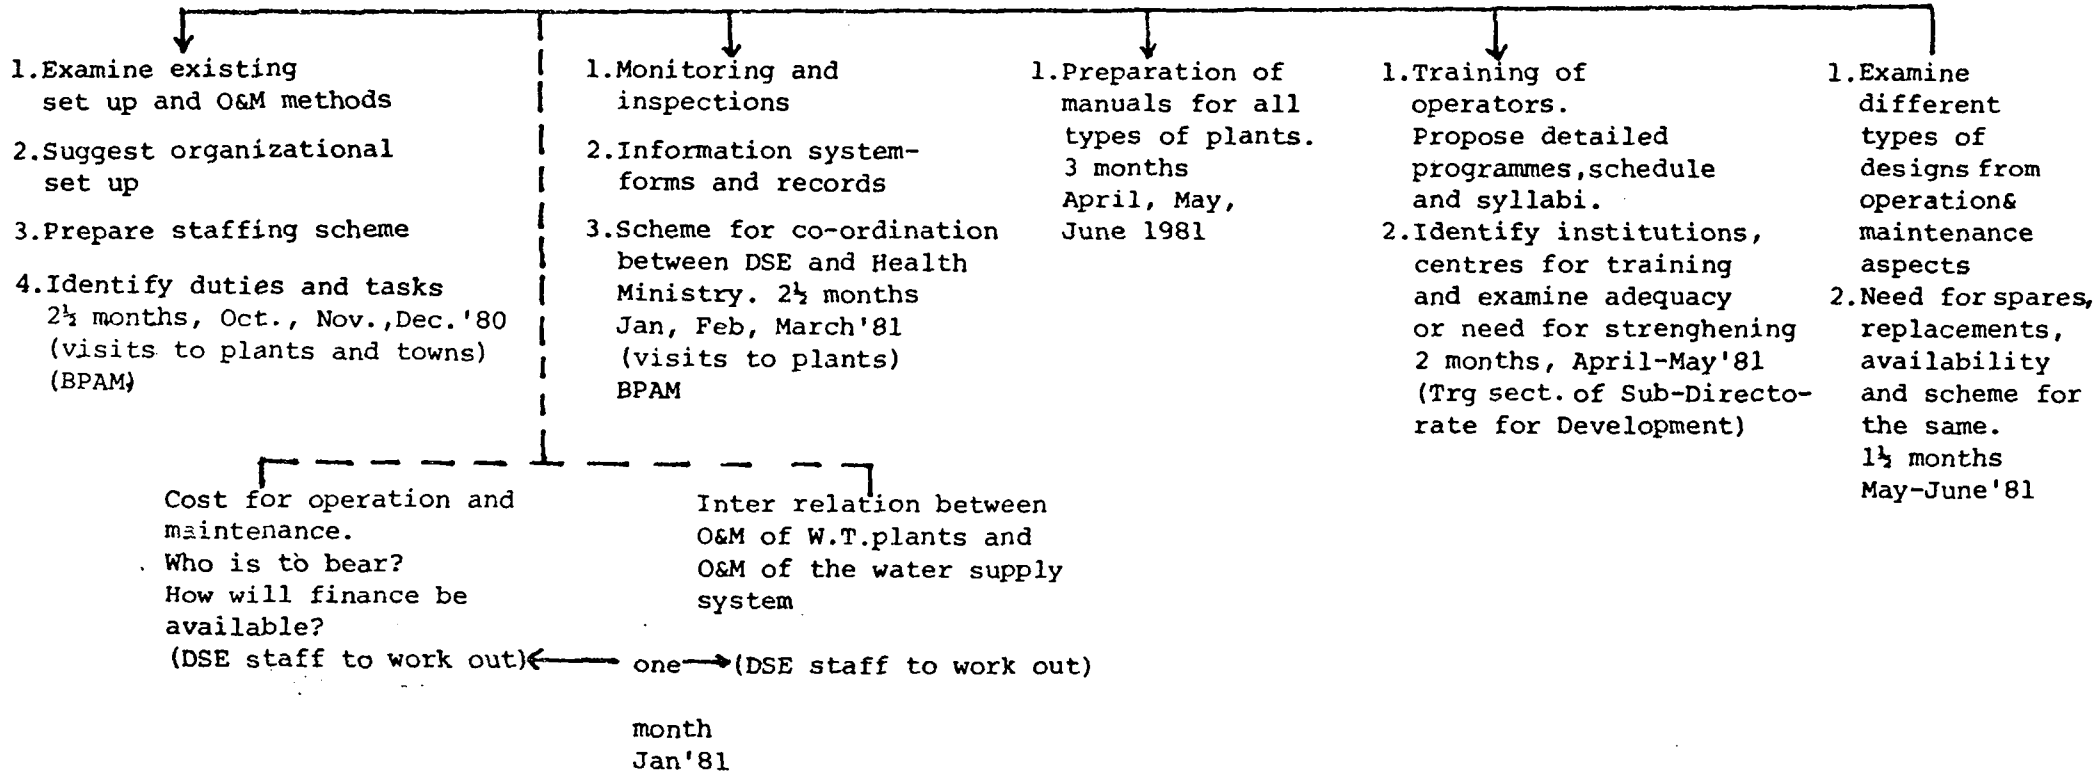 1.Examine existing
set up and O&M methods
2.Suggest organizational
set up
3.Prepare staffing scheme
4.Identify duties and tasks
2½ months, Oct., Nov.,Dec.'80
(visits to plants and towns)
(BPAM)
1.Monitoring and
inspections
2.Information system-
forms and records
3.Scheme for co-ordination
between DSE and Health
Ministry. 2½ months
Jan, Feb, March'81
(visits to plants)
BPAM
1.Preparation of
manuals for all
types of plants.
3 months
April, May,
June 1981
1.Training of
operators.
Propose detailed
programmes,schedule
and syllabi.
2.Identify institutions,
centres for training
and examine adequacy
or need for strenghening
2 months, April-May'81
(Trg sect. of Sub-Directo-
rate for Development)
1.Examine
different
types of
designs from
operation&
maintenance
aspects
2.Need for spares,
replacements,
availability
and scheme for
the same.
1½ months
May-June'81
Cost for operation and
maintenance.
Who is to bear?
How will finance be
available?
(DSE staff to work out)
Inter relation between
O&M of W.T.plants and
O&M of the water supply
system
one (DSE staff to work out)
month
Jan'81